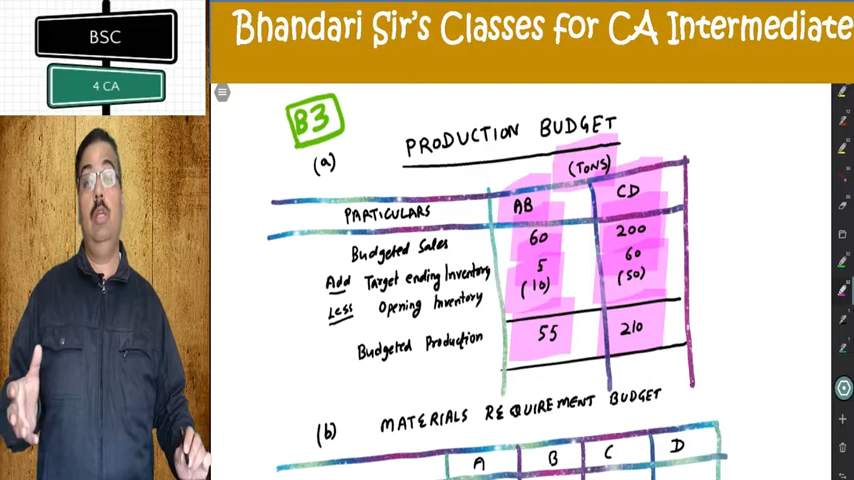 BSC
4 CA
Bhandari Sir's Classes for CA Intermediate
B3
(a)
PRODUCTION BUDGET
(TONS)
PARTICULARS AB CD
Budgeted Sales 60 200
Add Target ending Inventory 5 60
Less Opening Inventory (10) (50)
Budgeted Production 55 210
(b) MATERIALS REQUIREMENT BUDGET
A B C D